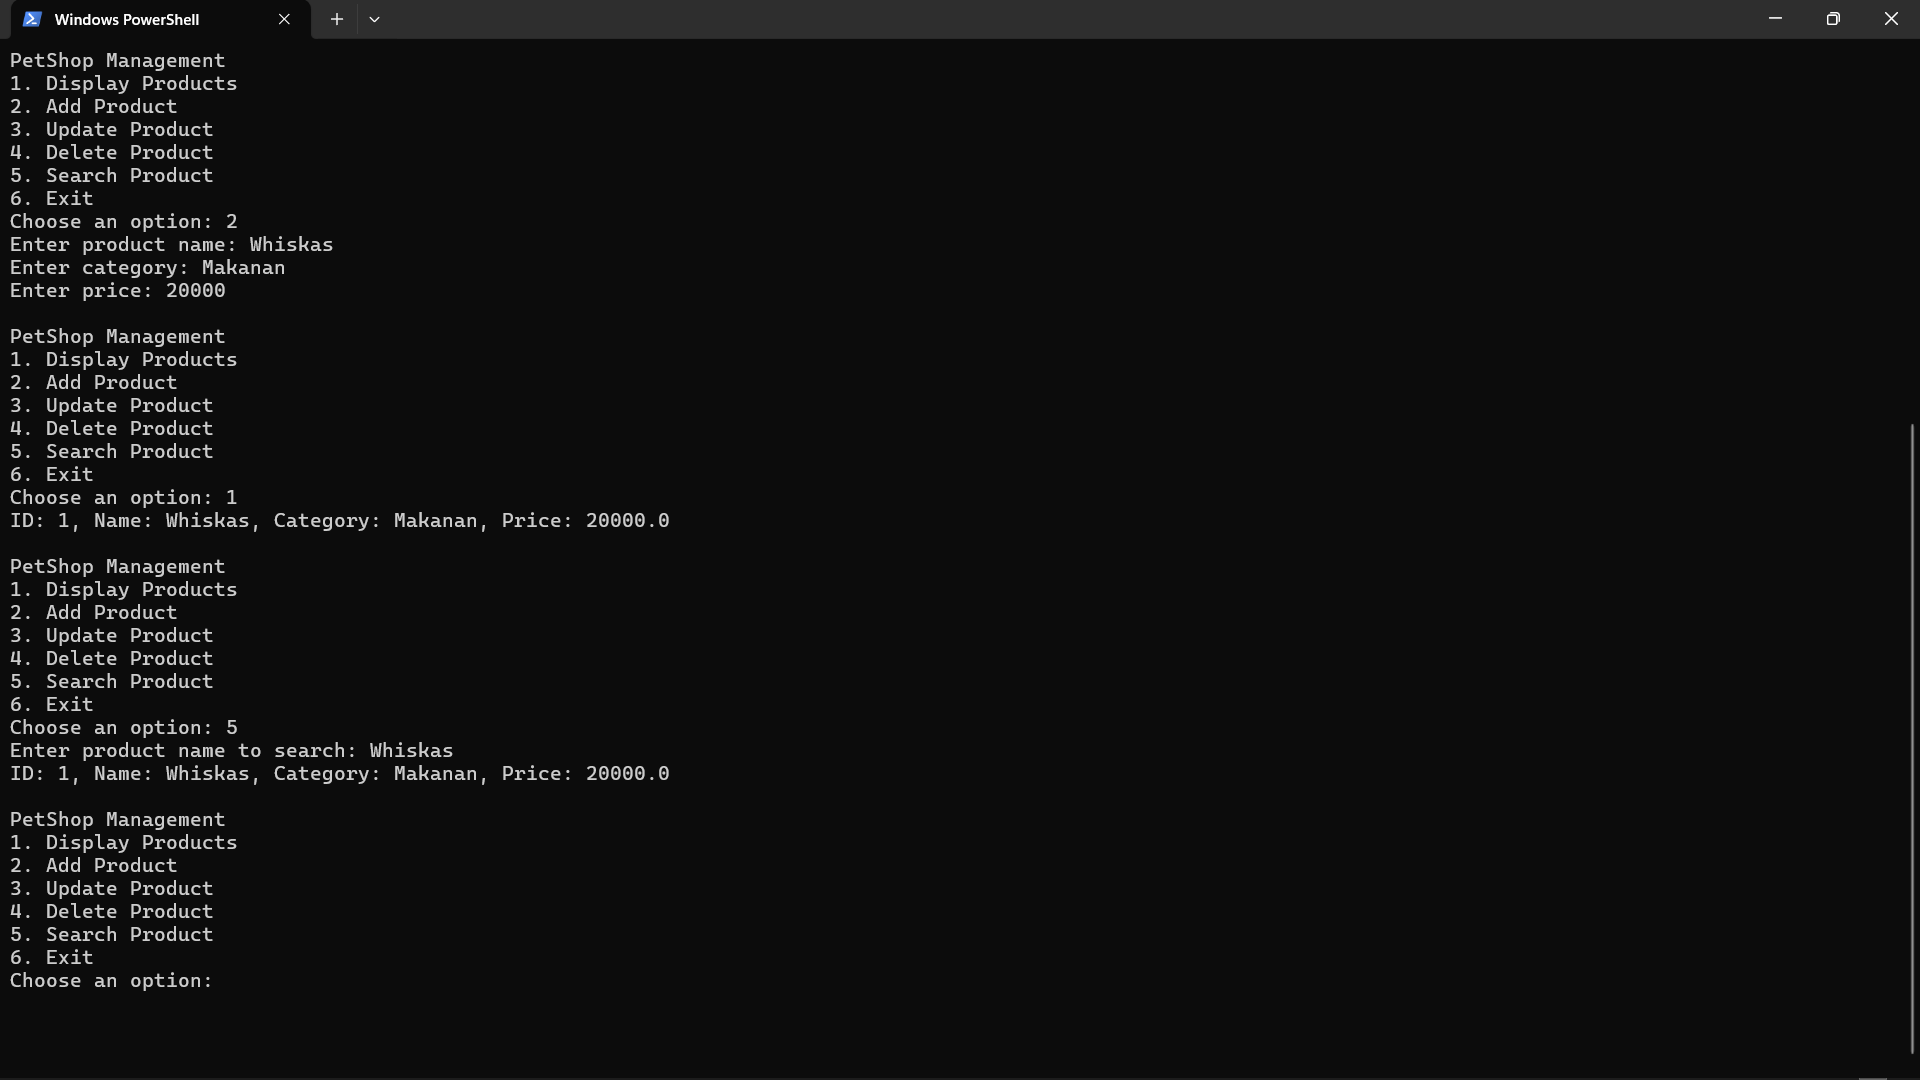 Windows PowerShell
PetShop Management
1. Display Products
2. Add Product
3. Update Product
4. Delete Product
5. Search Product
6. Exit
Choose an option: 2
Enter product name: Whiskas
Enter category: Makanan
Enter price: 20000
PetShop Management
1. Display Products
2. Add Product
3. Update Product
4. Delete Product
5. Search Product
6. Exit
Choose an option: 1
ID: 1, Name: Whiskas, Category: Makanan, Price: 20000.0
PetShop Management
1. Display Products
2. Add Product
3. Update Product
4. Delete Product
5. Search Product
6. Exit
Choose an option: 5
Enter product name to search: Whiskas
ID: 1, Name: Whiskas, Category: Makanan, Price: 20000.0
PetShop Management
1. Display Products
2. Add Product
3. Update Product
4. Delete Product
5. Search Product
6. Exit
Choose an option: